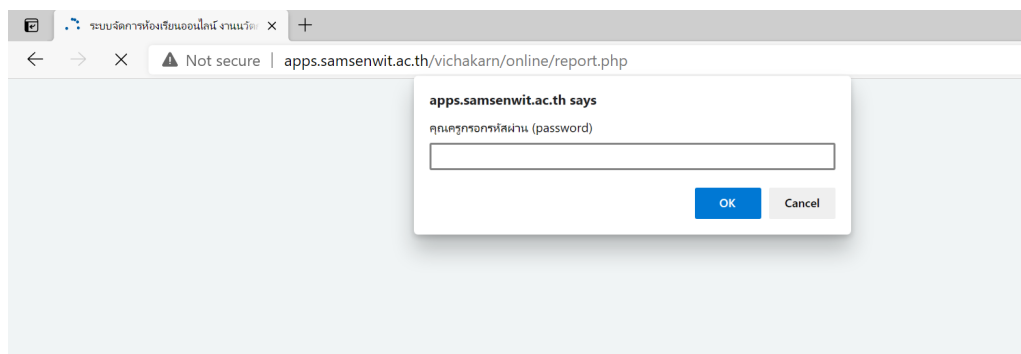 ระบบจัดการห้องเรียนออนไลน์ งานนวัต
Not secure | apps.samsenwit.ac.th/vichakarn/online/report.php
apps.samsenwit.ac.th says
คุณครูกรอกรหัสผ่าน (password)
OK Cancel